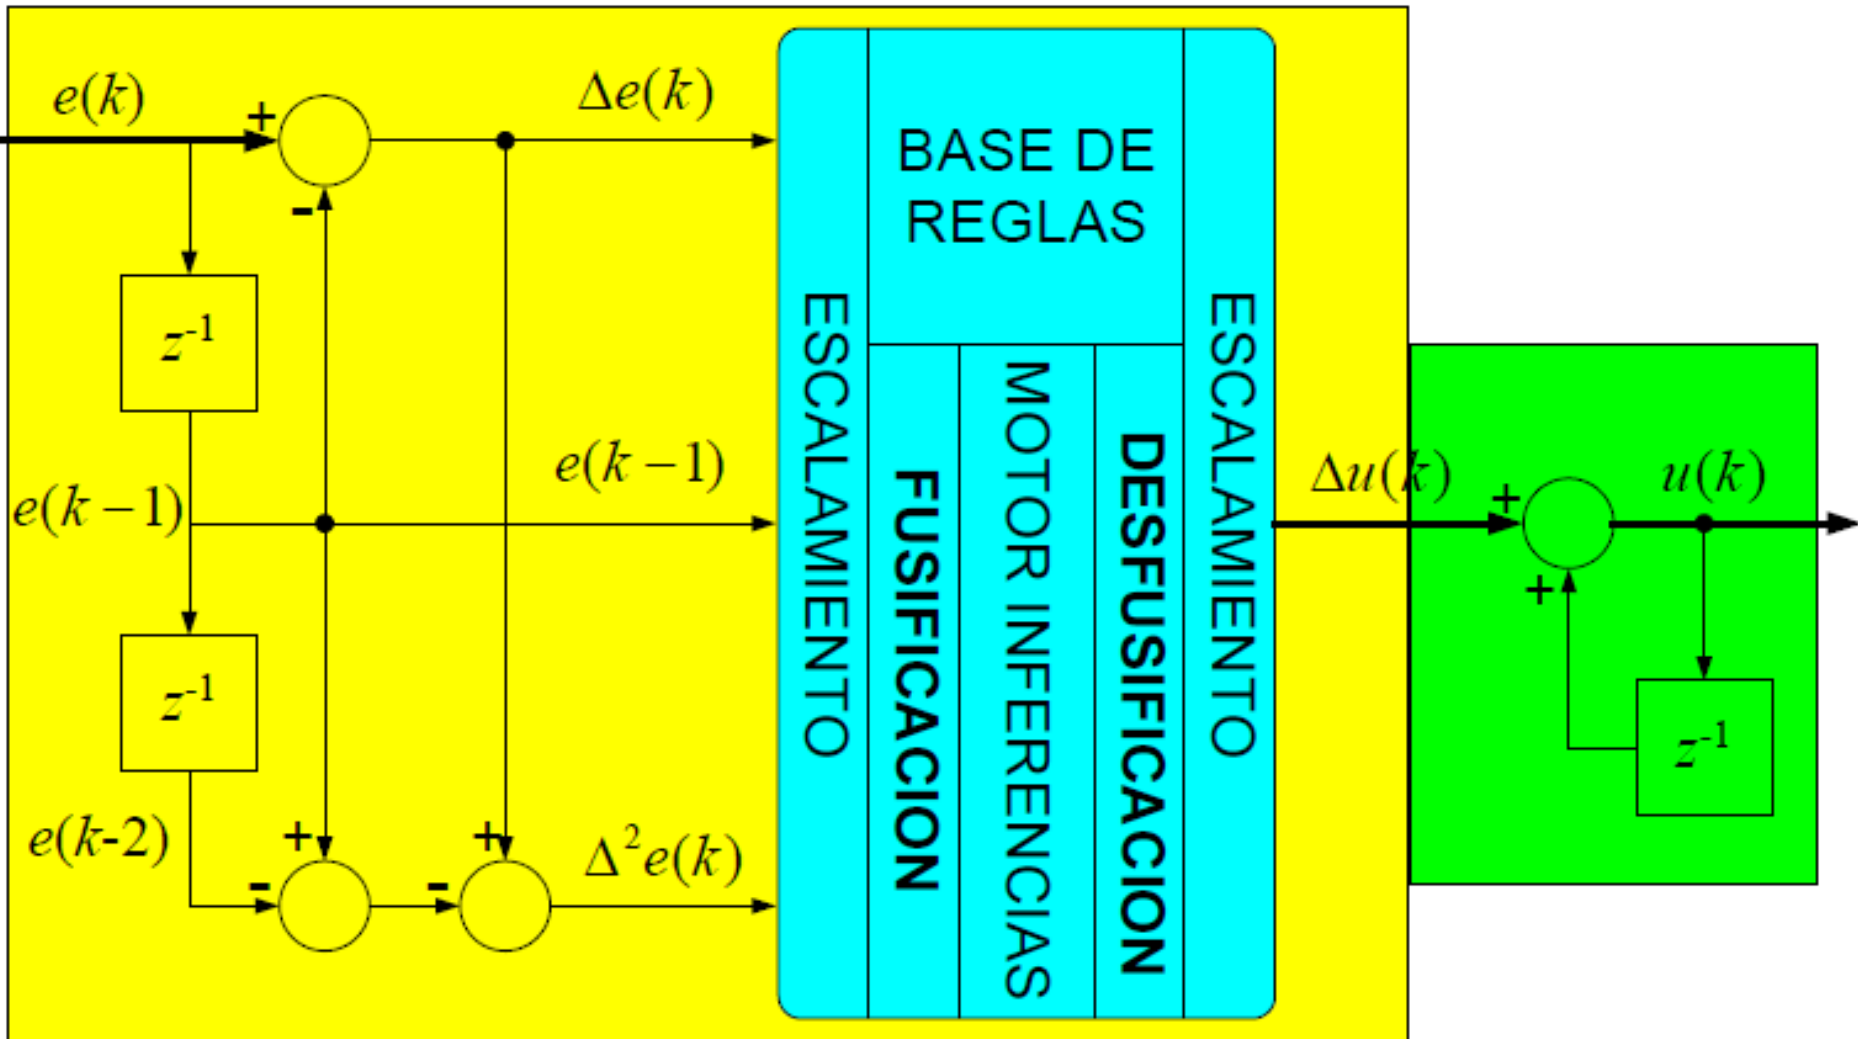 e(k)
+
-
Δe(k)
z⁻¹
e(k – 1)
e(k – 1)
z⁻¹
e(k-2)
+
-
+
-
Δ²e(k)
ESCALAMIENTO
BASE DE
REGLAS
FUSIFICACION
MOTOR INFERENCIAS
DESFUSIFICACION
ESCALAMIENTO
Δu(k)
+
+
u(k)
z⁻¹